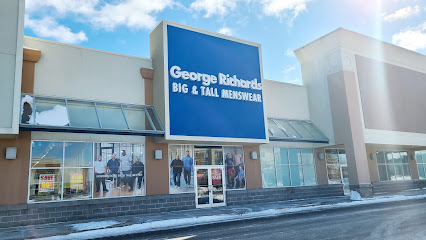 George Richards
BIG & TALL MENSWEAR